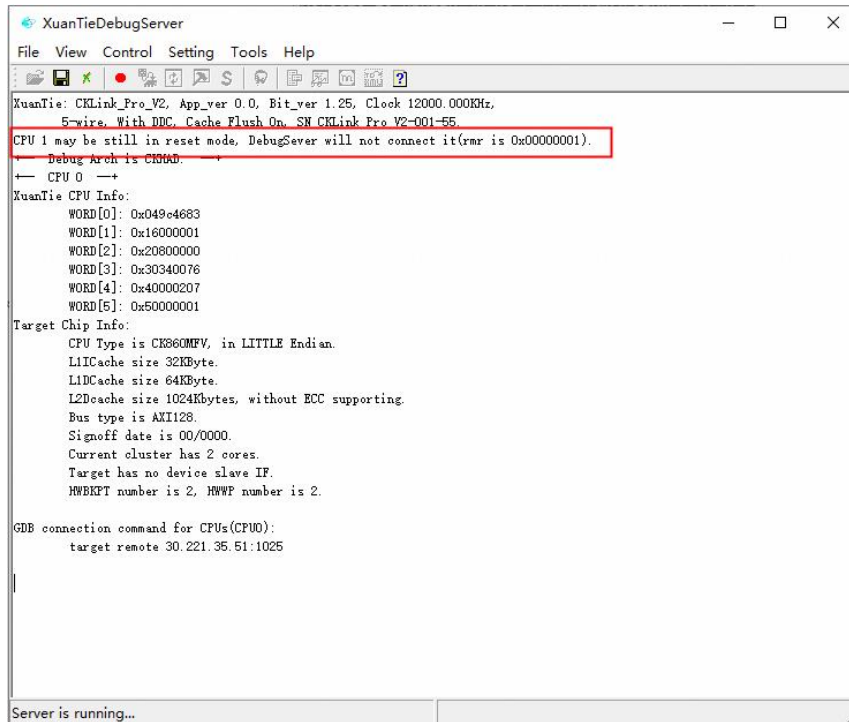 XuanTieDebugServer
File View Control Setting Tools Help
XuanTie: CKLink_Pro_V2, App_ver 0.0, Bit_ver 1.25, Clock 12000.000KHz,
5-wire, With DDC, Cache Flush On, SN CKLink Pro V2-001-55.
CPU 1 may be still in reset mode, DebugSever will not connect it(rmr is 0x00000001).
+-- Debug Arch is CKHAD. --+
+-- CPU 0 --+
XuanTie CPU Info:
WORD[0]: 0x049c4683
WORD[1]: 0x16000001
WORD[2]: 0x20800000
WORD[3]: 0x30340076
WORD[4]: 0x40000207
WORD[5]: 0x50000001
Target Chip Info:
CPU Type is CK860MFV, in LITTLE Endian.
L1ICache size 32KByte.
L1DCache size 64KByte.
L2Dcache size 1024Kbytes, without ECC supporting.
Bus type is AXI128.
Signoff date is 00/0000.
Current cluster has 2 cores.
Target has no device slave IF.
HWBKPT number is 2, HWWP number is 2.
GDB connection command for CPUs(CPU0):
target remote 30.221.35.51:1025
Server is running...